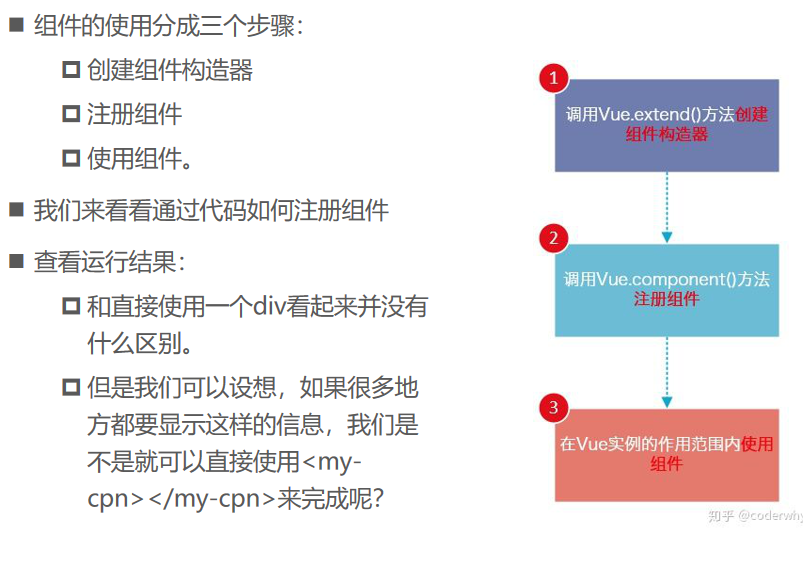 组件的使用分成三个步骤：
创建组件构造器
注册组件
使用组件。
我们来看看通过代码如何注册组件
查看运行结果：
和直接使用一个div看起来并没有
什么区别。
但是我们可以设想，如果很多地
方都要显示这样的信息，我们是
不是就可以直接使用<my-
cpn></my-cpn>来完成呢？
1
调用Vue.extend()方法创建
组件构造器
2
调用Vue.component()方法
注册组件
3
在Vue实例的作用范围内使用
组件
知乎 @coderwhy